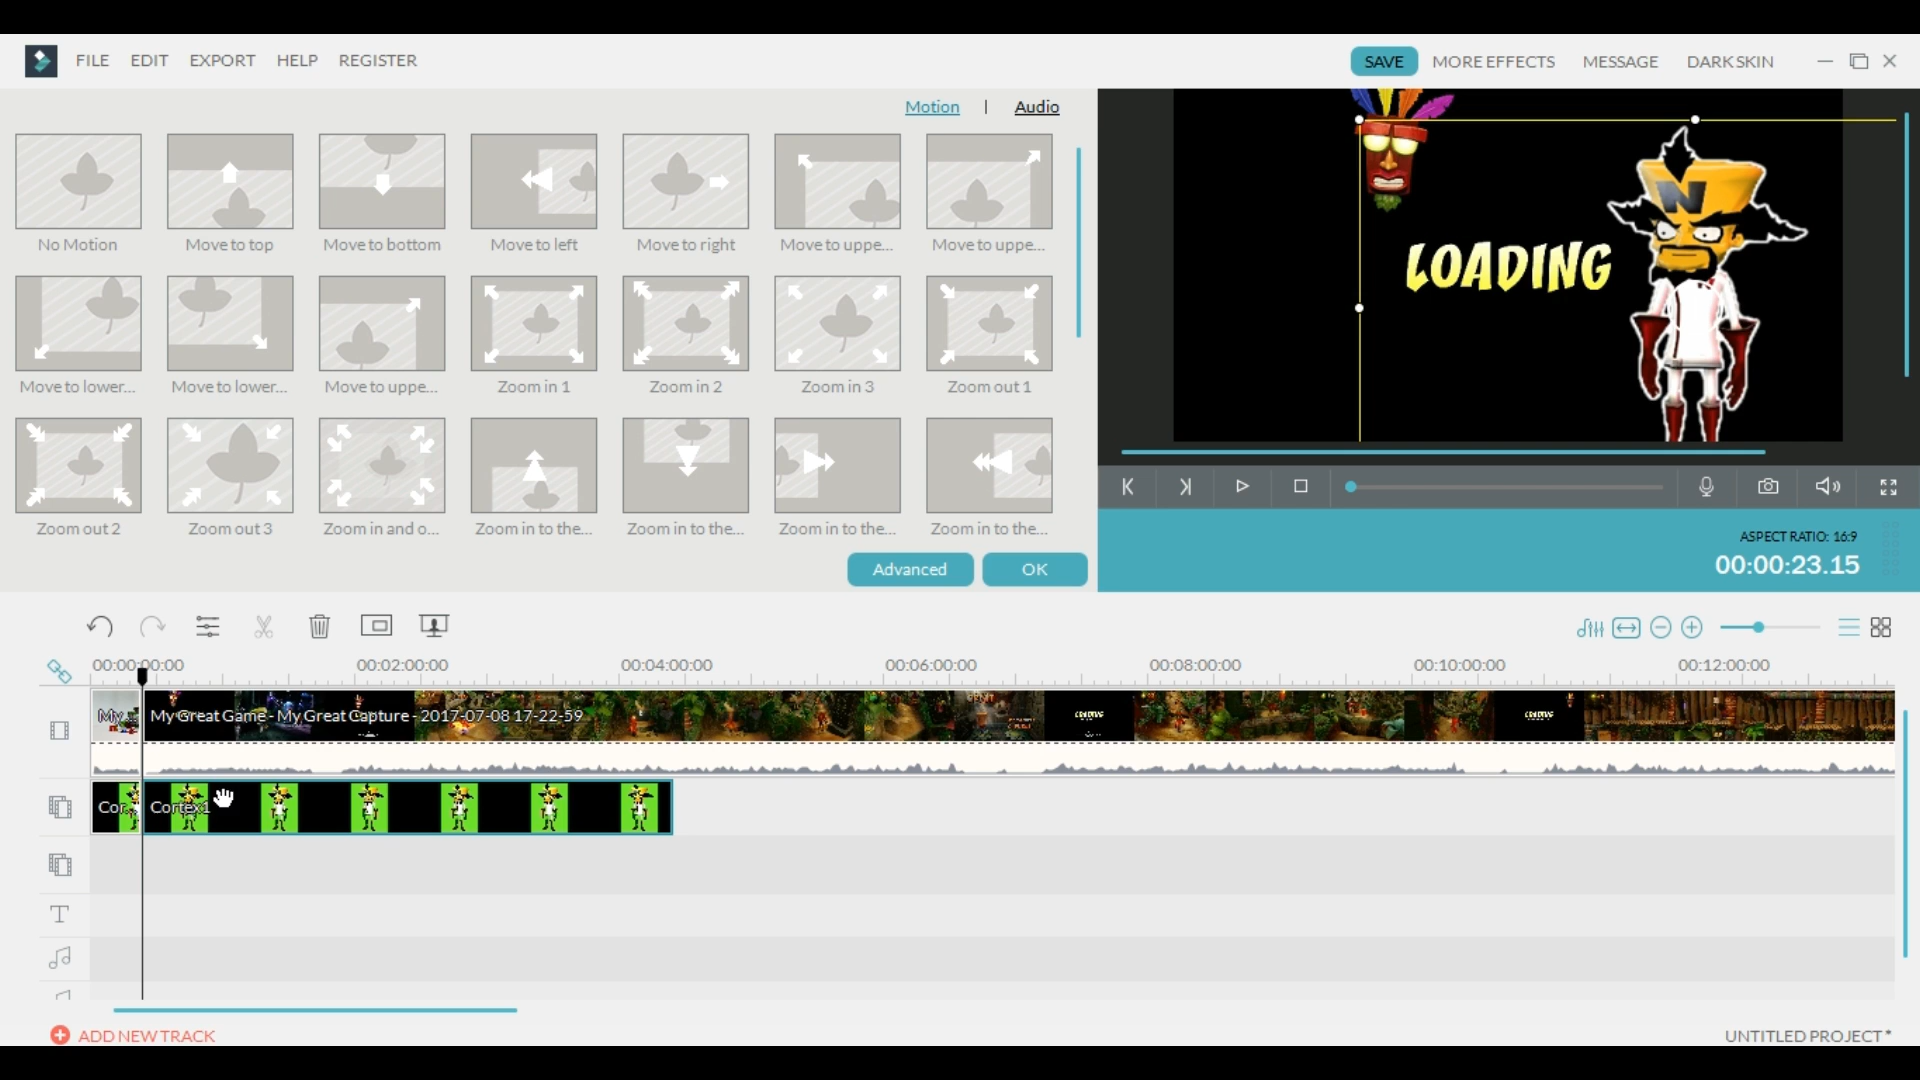 FILE EDIT EXPORT HELP REGISTER
SAVE MORE EFFECTS MESSAGE DARK SKIN
Motion | Audio
No Motion Move to top Move to bottom Move to left Move to right Move to uppe... Move to uppe...
N
LOADING
Move to lower... Move to lower... Move to uppe... Zoom in 1 Zoom in 2 Zoom in 3 Zoom out 1
Zoom out 2 Zoom out 3 Zoom in and o... Zoom in to the... Zoom in to the... Zoom in to the... Zoom in to the...
Advanced OK
ASPECT RATIO: 16:9
00:00:23.15
00:00:00:00 00:02:00:00 00:04:00:00 00:06:00:00 00:08:00:00 00:10:00:00 00:12:00:00
My... My Great Game - My Great Capture - 2017-07-08 17-22-59
LOADING LOADING
Cor... Cortex1
T
ADD NEW TRACK
UNTITLED PROJECT *